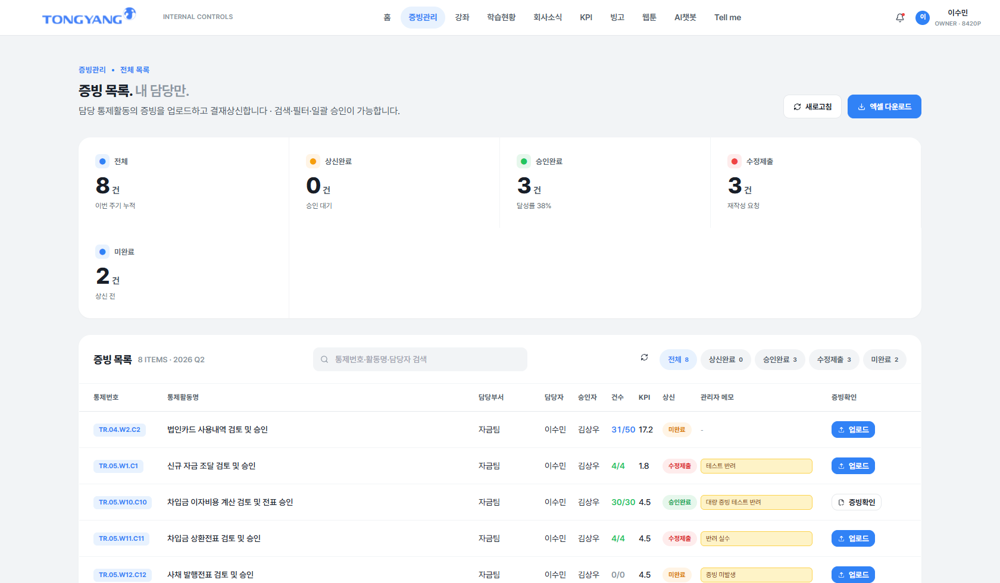 TONGYANG
INTERNAL CONTROLS
홈 증빙관리 강좌 학습현황 회사소식 KPI 빙고 웹툰 AI챗봇 Tell me
이 이수민
OWNER · 8420P
증빙관리 • 전체 목록
증빙 목록. 내 담당만.
담당 통제활동의 증빙을 업로드하고 결재상신합니다 · 검색·필터·일괄 승인이 가능합니다.
새로고침 엑셀 다운로드
전체
8 건
이번 주기 누적
상신완료
0 건
승인 대기
승인완료
3 건
달성률 38%
수정제출
3 건
재작성 요청
미완료
2 건
상신 전
증빙 목록 8 ITEMS · 2026 Q2
통제번호·활동명·담당자 검색
전체 8 상신완료 0 승인완료 3 수정제출 3 미완료 2
통제번호 통제활동명 담당부서 담당자 승인자 건수 KPI 상신 관리자 메모 증빙확인
TR.04.W2.C2 법인카드 사용내역 검토 및 승인 자금팀 이수민 김상우 31/50 17.2 미완료 - 업로드
TR.05.W1.C1 신규 자금 조달 검토 및 승인 자금팀 이수민 김상우 4/4 1.8 수정제출 테스트 반려 업로드
TR.05.W10.C10 차입금 이자비용 계산 검토 및 전표 승인 자금팀 이수민 김상우 30/30 4.5 승인완료 대량 증빙 테스트 반려 증빙확인
TR.05.W11.C11 차입금 상환전표 검토 및 승인 자금팀 이수민 김상우 4/4 4.5 수정제출 반려 실수 업로드
TR.05.W12.C12 사채 발행전표 검토 및 승인 자금팀 이수민 김상우 0/0 4.5 미완료 증빙 미발생 업로드